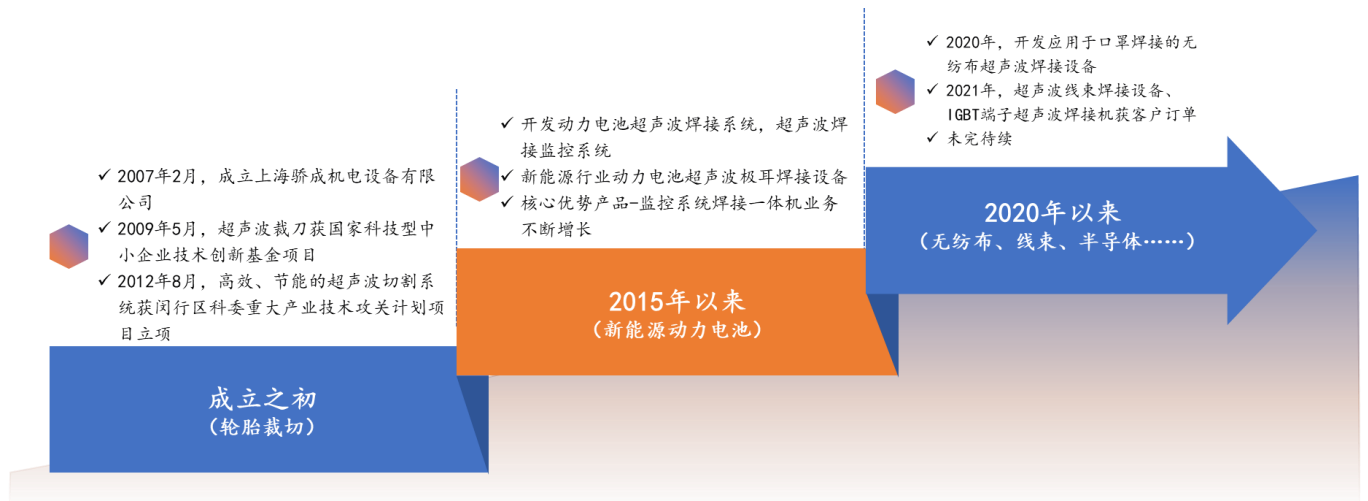 ✓ 2007年2月，成立上海骄成机电设备有限
公司
✓ 2009年5月，超声波裁刀获国家科技型中
小企业技术创新基金项目
✓ 2012年8月，高效、节能的超声波切割系
统获闵行区科委重大产业技术攻关计划项
目立项
成立之初
（轮胎裁切）
✓ 开发动力电池超声波焊接系统，超声波焊
接监控系统
✓ 新能源行业动力电池超声波极耳焊接设备
✓ 核心优势产品-监控系统焊接一体机业务
不断增长
2015年以来
（新能源动力电池）
✓ 2020年，开发应用于口罩焊接的无
纺布超声波焊接设备
✓ 2021年，超声波线束焊接设备、
IGBT端子超声波焊接机获客户订单
✓ 未完待续
2020年以来
（无纺布、线束、半导体……）